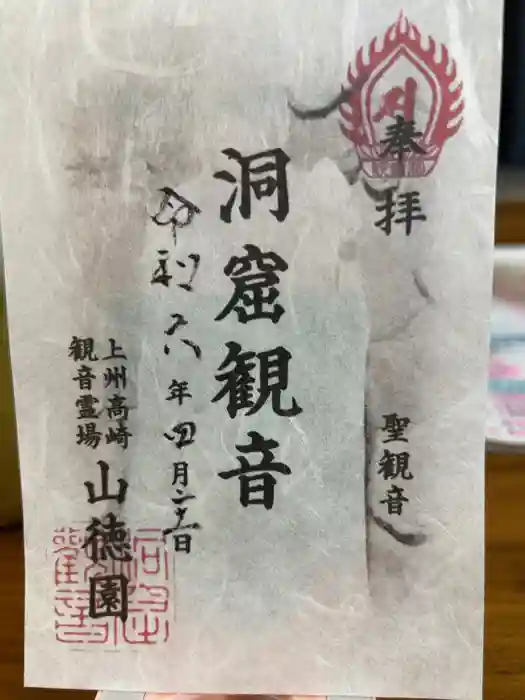 奉拝
聖観音
洞窟観音
令和六年四月二十一日
上州高崎
観音霊場
山徳園